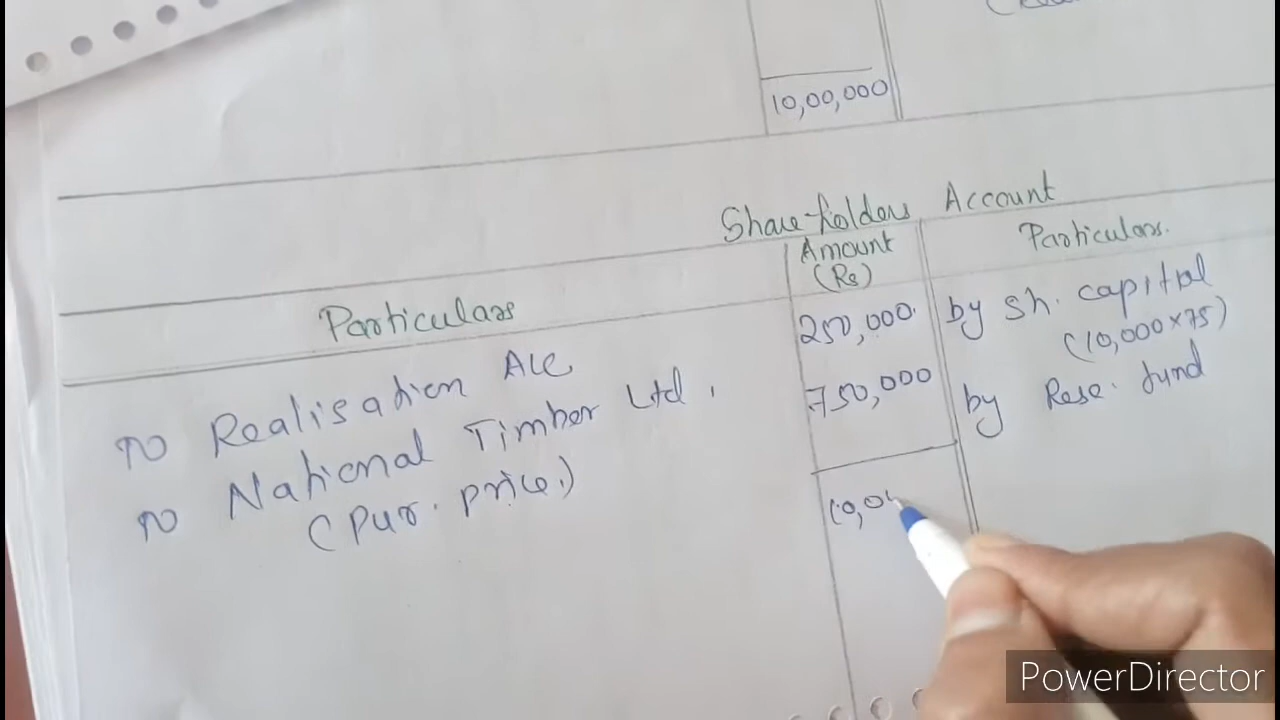 10,00,000
Share-holders Account
Particulars
Amount
(Rs)
Particulars.
To Realisation A/c
250,000.
by Sh. capital
(10,000×75)
To National Timber Ltd.
750,000
by Rese. fund
(Pur. price.)
PowerDirector